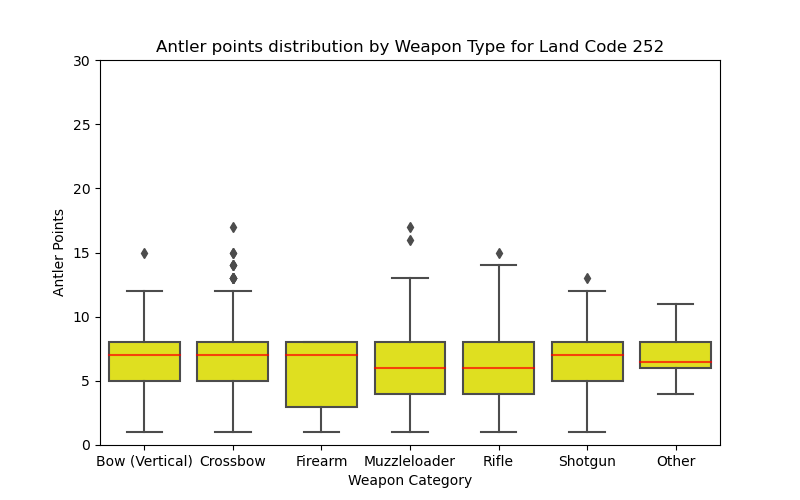 Antler points distribution by Weapon Type for Land Code 252
Antler Points
30
25
20
15
10
5
0
Bow (Vertical) Crossbow Firearm Muzzleloader Rifle Shotgun Other
Weapon Category